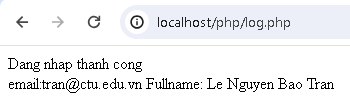 localhost/php/log.php
Dang nhap thanh cong
email:tran@ctu.edu.vn Fullname: Le Nguyen Bao Tran